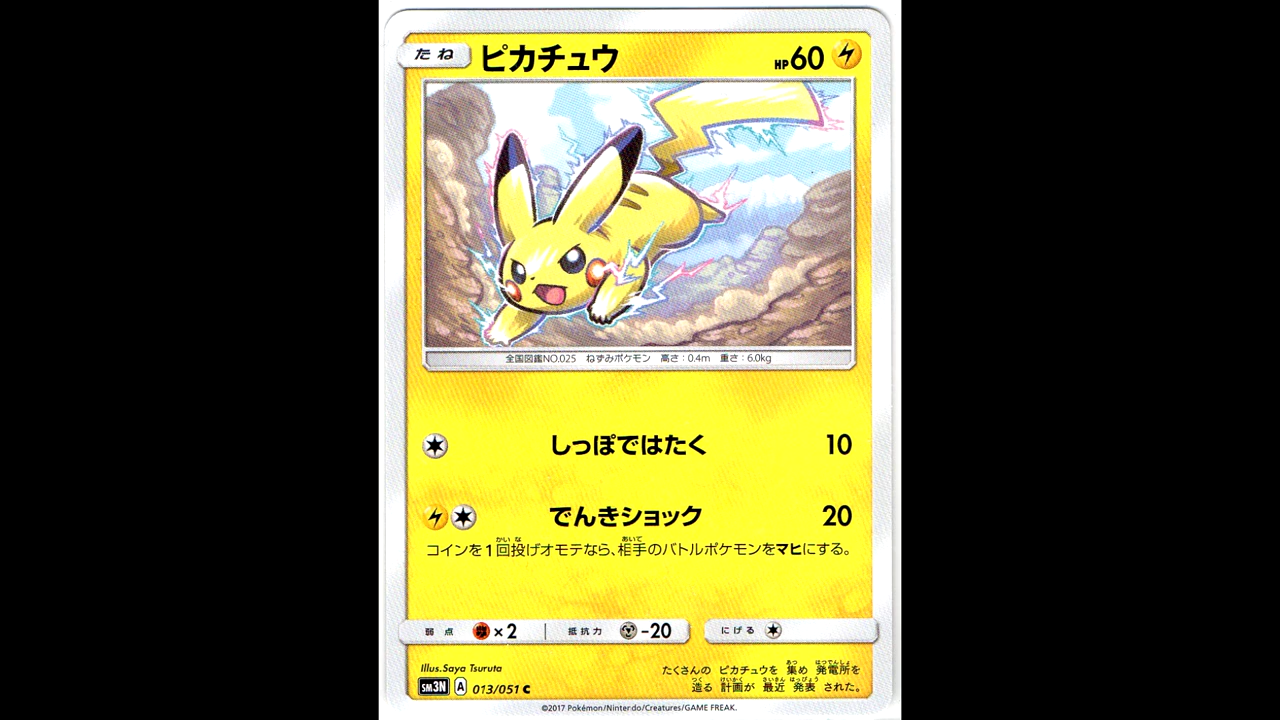 たね ピカチュウ HP60
全国図鑑NO.025 ねずみポケモン 高さ：0.4m 重さ：6.0kg
しっぽではたく 10
でんきショック 20
コインを1回投げオモテなら、相手のバトルポケモンをマヒにする。
弱点 ×2 抵抗力 -20 にげる
Illus.Saya Tsuruta
たくさんの ピカチュウを 集め 発電所を
SM3N A 013/051 C
造る 計画が 最近 発表 された。
©2017 Pokémon/Nintendo/Creatures/GAME FREAK.